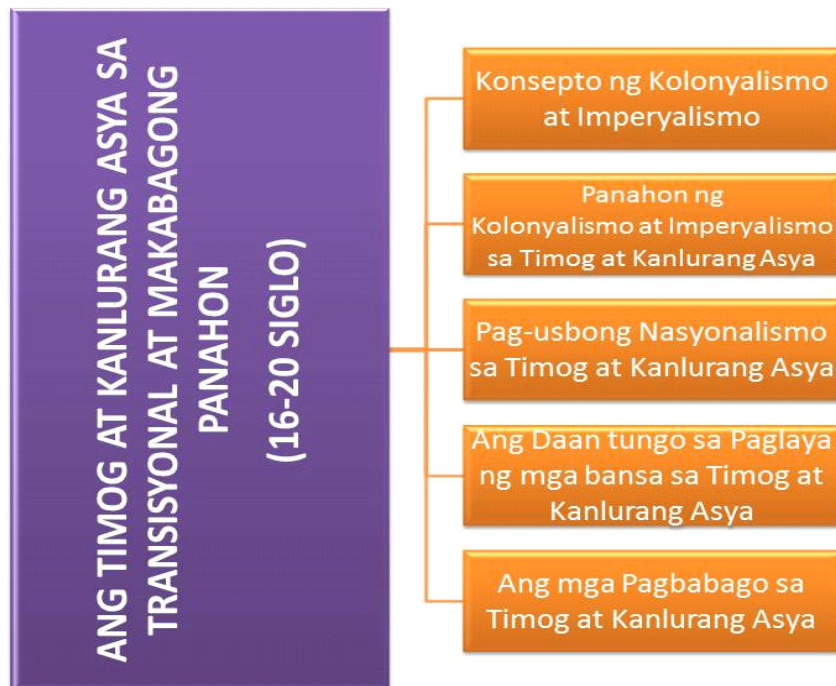 ANG TIMOG AT KANLURANG ASYA SA
TRANSISYONAL AT MAKABAGONG
PANAHON
(16-20 SIGLO)
Konsepto ng Kolonyalismo
at Imperyalismo
Panahon ng
Kolonyalismo at Imperyalismo
sa Timog at Kanlurang Asya
Pag-usbong Nasyonalismo
sa Timog at Kanlurang Asya
Ang Daan tungo sa Paglaya
ng mga bansa sa Timog at
Kanlurang Asya
Ang mga Pagbabago sa
Timog at Kanlurang Asya